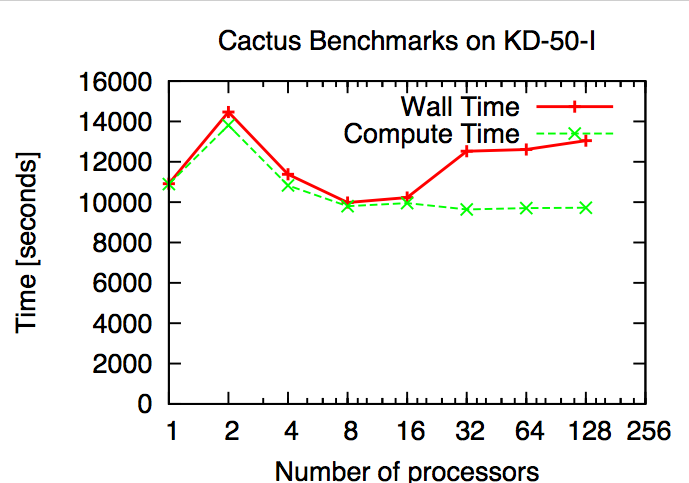 Cactus Benchmarks on KD-50-I
16000
14000
12000
10000
8000
6000
4000
2000
0
Time [seconds]
Wall Time
Compute Time
1 2 4 8 16 32 64 128 256
Number of processors